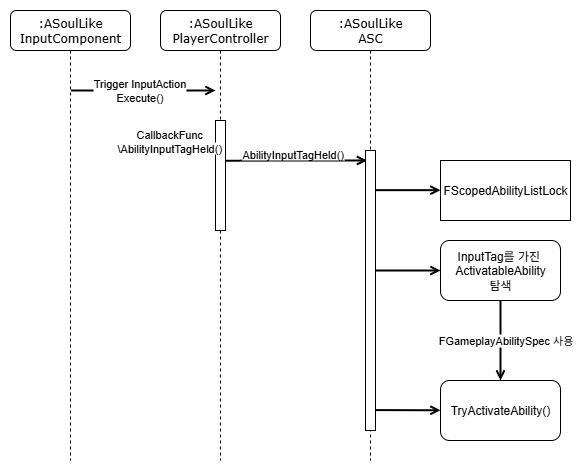 :ASoulLike
InputComponent
:ASoulLike
PlayerController
:ASoulLike
ASC
Trigger InputAction
Execute()
CallbackFunc
\AbilityInputTagHeld()
AbilityInputTagHeld()
FScopedAbilityListLock
InputTag를 가진
ActivatableAbility
탐색
FGameplayAbilitySpec 사용
TryActivateAbility()